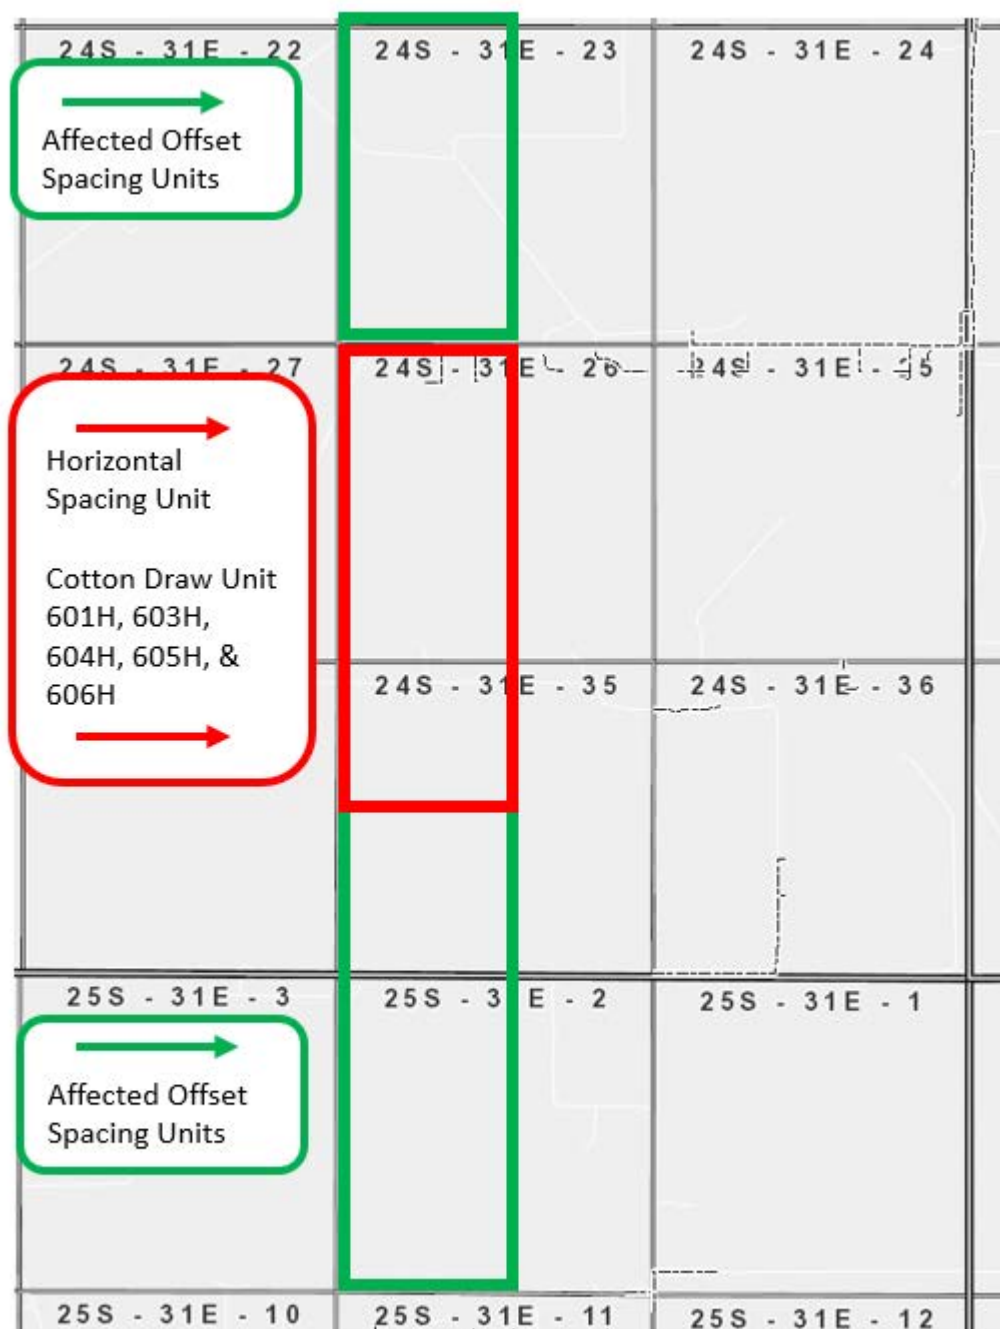 24S - 31E - 22
24S - 31E - 23
24S - 31E - 24
Affected Offset
Spacing Units
24S - 31E - 27
24S - 31E - 26
24S - 31E - 25
Horizontal
Spacing Unit
Cotton Draw Unit
601H, 603H,
604H, 605H, &
606H
24S - 31E - 35
24S - 31E - 36
25S - 31E - 3
25S - 3 E - 2
25S - 31E - 1
Affected Offset
Spacing Units
25S - 31E - 10
25S - 31E - 11
25S - 31E - 12